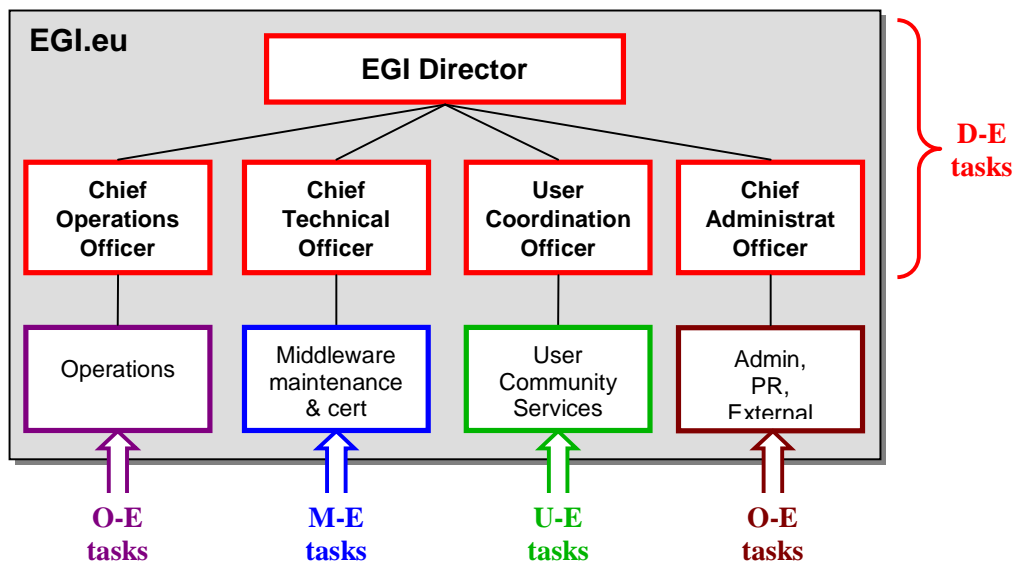 EGI.eu
EGI Director
D-E
tasks
Chief
Operations
Officer
Chief
Technical
Officer
User
Coordination
Officer
Chief
Administrat
Officer
Operations
Middleware
maintenance
& cert
User
Community
Services
Admin,
PR,
External
O-E
tasks
M-E
tasks
U-E
tasks
O-E
tasks